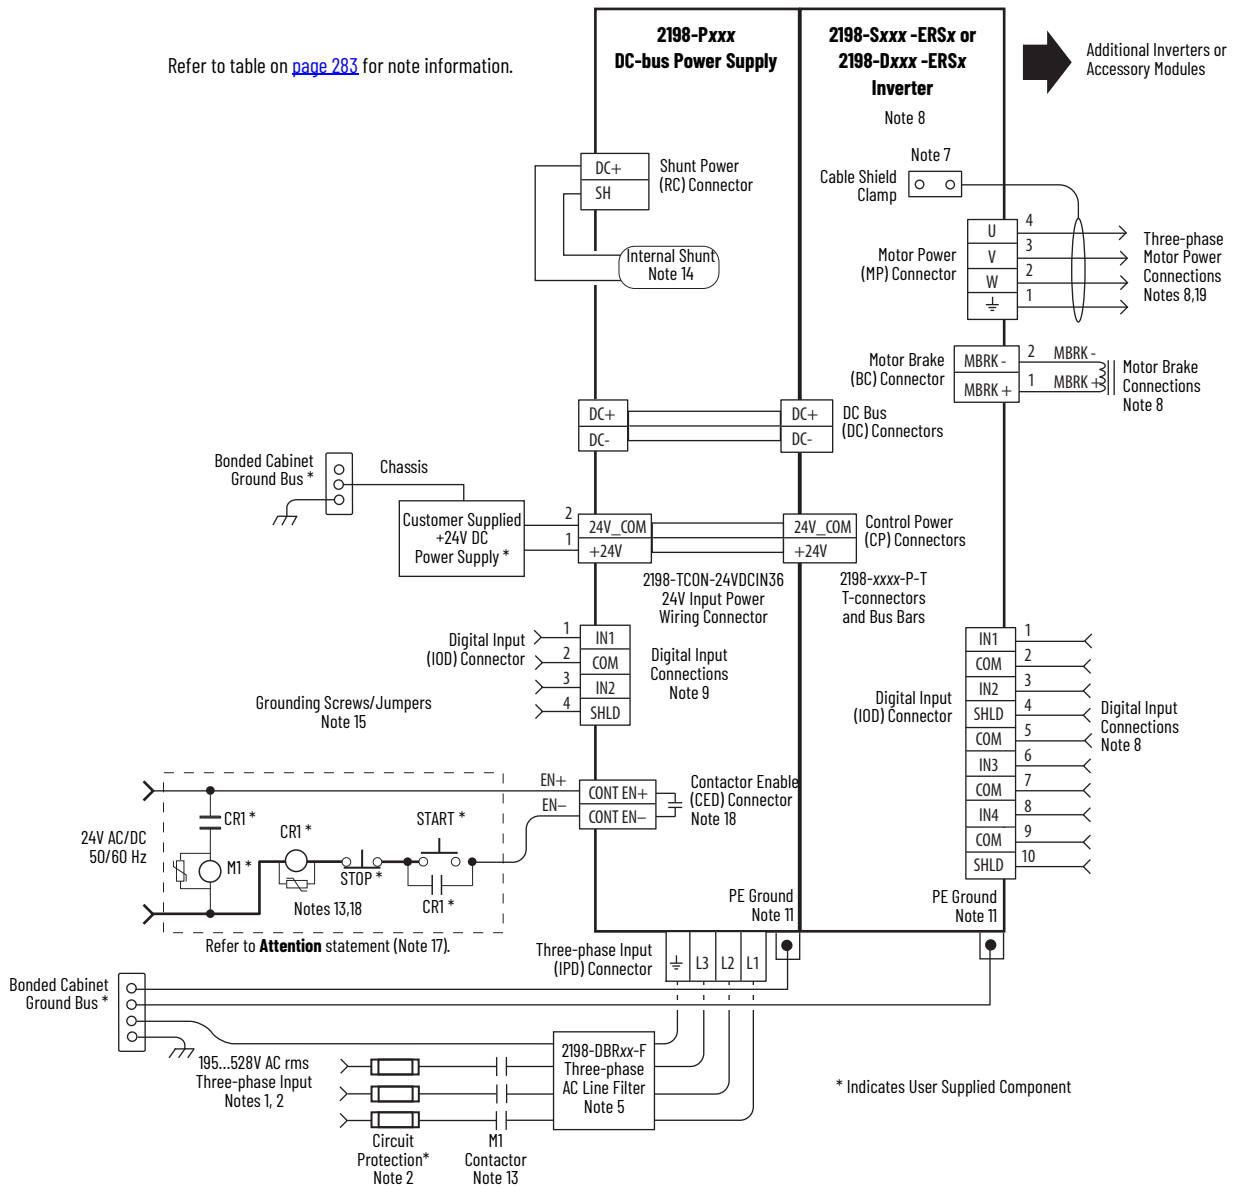 Refer to table on page 283 for note information.
2198-Pxxx
DC-bus Power Supply
2198-Sxxx -ERSx or
2198-Dxxx -ERSx
Inverter
Note 8
Additional Inverters or
Accessory Modules
DC+
SH
Shunt Power
(RC) Connector
Internal Shunt
Note 14
Note 7
Cable Shield
Clamp
Motor Power
(MP) Connector
U
V
W
4
3
2
1
Three-phase
Motor Power
Connections
Notes 8,19
Motor Brake
(BC) Connector
MBRK -
MBRK +
2
1
MBRK -
MBRK +
Motor Brake
Connections
Note 8
DC+
DC-
DC+
DC-
DC Bus
(DC) Connectors
Bonded Cabinet
Ground Bus *
Chassis
Customer Supplied
+24V DC
Power Supply *
2
1
24V_COM
+24V
24V_COM
+24V
Control Power
(CP) Connectors
2198-TCON-24VDCIN36
24V Input Power
Wiring Connector
2198-xxxx-P-T
T-connectors
and Bus Bars
Digital Input
(IOD) Connector
1
2
3
4
IN1
COM
IN2
SHLD
Digital Input
Connections
Note 9
Grounding Screws/Jumpers
Note 15
Digital Input
(IOD) Connector
IN1
COM
IN2
SHLD
COM
IN3
COM
IN4
COM
SHLD
1
2
3
4
5
6
7
8
9
10
Digital Input
Connections
Note 8
24V AC/DC
50/60 Hz
CR1 *
M1 *
CR1 *
STOP *
START *
CR1 *
Notes 13,18
EN+
EN–
CONT EN+
CONT EN–
Contactor Enable
(CED) Connector
Note 18
Refer to Attention statement (Note 17).
PE Ground
Note 11
PE Ground
Note 11
Three-phase Input
(IPD) Connector
L3
L2
L1
Bonded Cabinet
Ground Bus *
195...528V AC rms
Three-phase Input
Notes 1, 2
2198-DBRxx-F
Three-phase
AC Line Filter
Note 5
Circuit
Protection*
Note 2
M1
Contactor
Note 13
* Indicates User Supplied Component